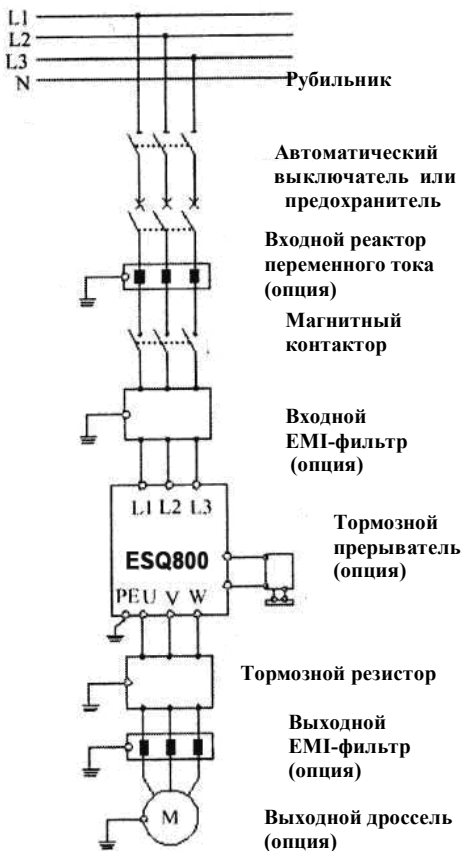 L1
L2
L3
N
Рубильник
Автоматический
выключатель или
предохранитель
Входной реактор
переменного тока
(опция)
Магнитный
контактор
Входной
EMI-фильтр
(опция)
L1 L2 L3
ESQ800
PE U V W
Тормозной
прерыватель
(опция)
Тормозной резистор
Выходной
EMI-фильтр
(опция)
M
Выходной дроссель
(опция)